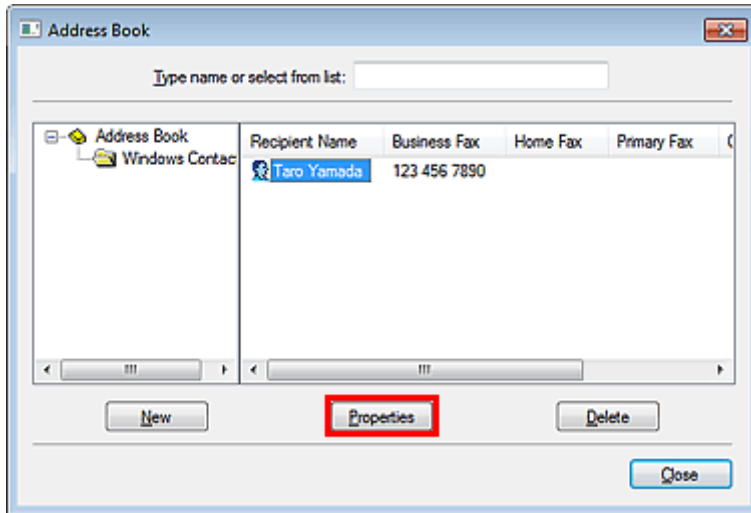 Address Book
Type name or select from list:
Address Book
Windows Contac
Recipient Name Business Fax Home Fax Primary Fax
Taro Yamada 123 456 7890
New Properties Delete
Close